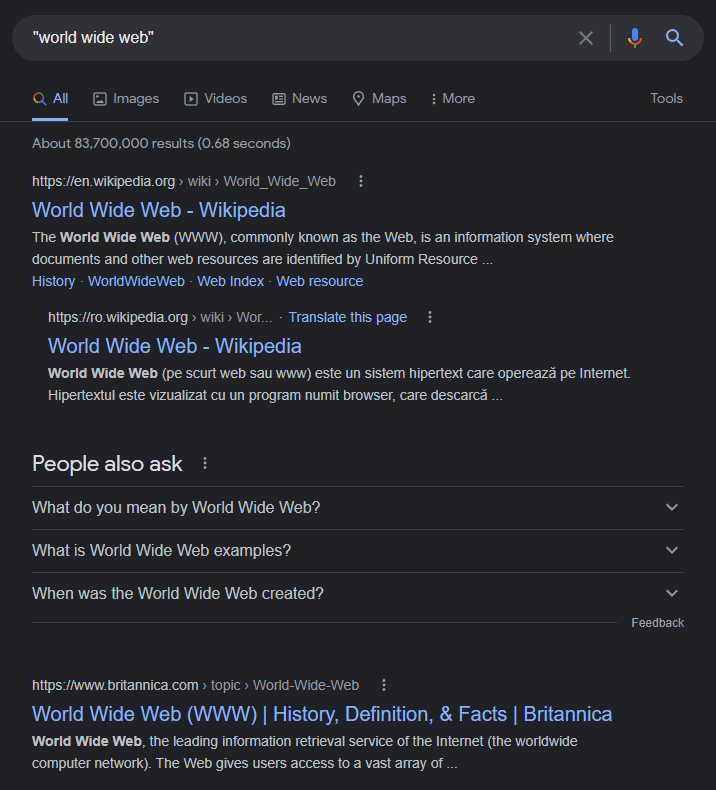 "world wide web"
All Images Videos News Maps More Tools
About 83,700,000 results (0.68 seconds)
https://en.wikipedia.org › wiki › World_Wide_Web
World Wide Web - Wikipedia
The World Wide Web (WWW), commonly known as the Web, is an information system where
documents and other web resources are identified by Uniform Resource ...
History · WorldWideWeb · Web Index · Web resource
https://ro.wikipedia.org › wiki › Wor... · Translate this page
World Wide Web - Wikipedia
World Wide Web (pe scurt web sau www) este un sistem hipertext care operează pe Internet.
Hipertextul este vizualizat cu un program numit browser, care descarcă ...
People also ask
What do you mean by World Wide Web?
What is World Wide Web examples?
When was the World Wide Web created?
Feedback
https://www.britannica.com › topic › World-Wide-Web
World Wide Web (WWW) | History, Definition, & Facts | Britannica
World Wide Web, the leading information retrieval service of the Internet (the worldwide
computer network). The Web gives users access to a vast array of ...